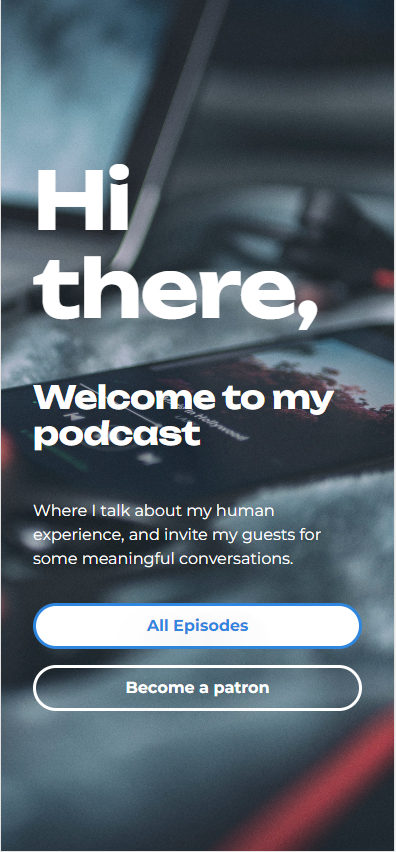 Hi
there,
Welcome to my
podcast
Where I talk about my human
experience, and invite my guests for
some meaningful conversations.
All Episodes
Become a patron